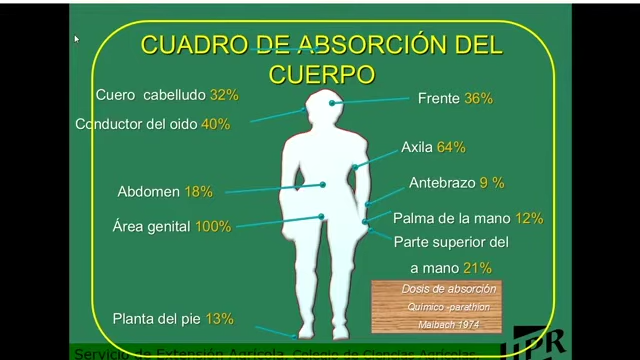 CUADRO DE ABSORCIÓN DEL
CUERPO
Cuero cabelludo 32%
Conductor del oido 40%
Abdomen 18%
Área genital 100%
Planta del pie 13%
Frente 36%
Axila 64%
Antebrazo 9 %
Palma de la mano 12%
Parte superior del
a mano 21%
Dosis de absorción
Quimico -parathion
Maibach 1974
Servicio de Extensión Agrícola, Colegio de Ciencias Agrícolas
UPR